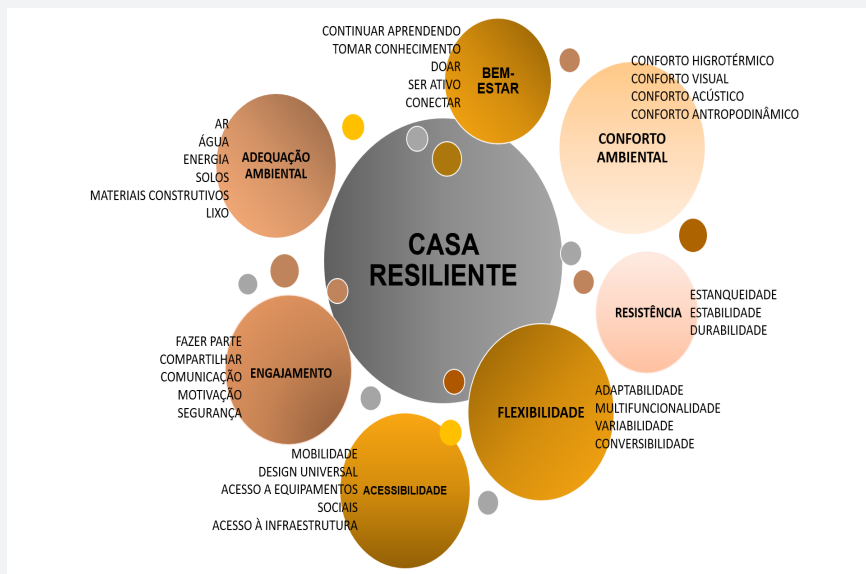 CONTINUAR APRENDENDO
TOMAR CONHECIMENTO
DOAR
SER ATIVO
CONECTAR
BEM-
ESTAR
CONFORTO HIGROTÉRMICO
CONFORTO VISUAL
CONFORTO ACÚSTICO
CONFORTO ANTROPODINÂMICO
CONFORTO
AMBIENTAL
AR
ÁGUA
ENERGIA
SOLOS
MATERIAIS CONSTRUTIVOS
LIXO
ADEQUAÇÃO
AMBIENTAL
CASA
RESILIENTE
RESISTÊNCIA
ESTANQUEIDADE
ESTABILIDADE
DURABILIDADE
FAZER PARTE
COMPARTILHAR
COMUNICAÇÃO
MOTIVAÇÃO
SEGURANÇA
ENGAJAMENTO
FLEXIBILIDADE
ADAPTABILIDADE
MULTIFUNCIONALIDADE
VARIABILIDADE
CONVERSIBILIDADE
MOBILIDADE
DESIGN UNIVERSAL
ACESSO A EQUIPAMENTOS
SOCIAIS
ACESSO À INFRAESTRUTURA
ACESSIBILIDADE